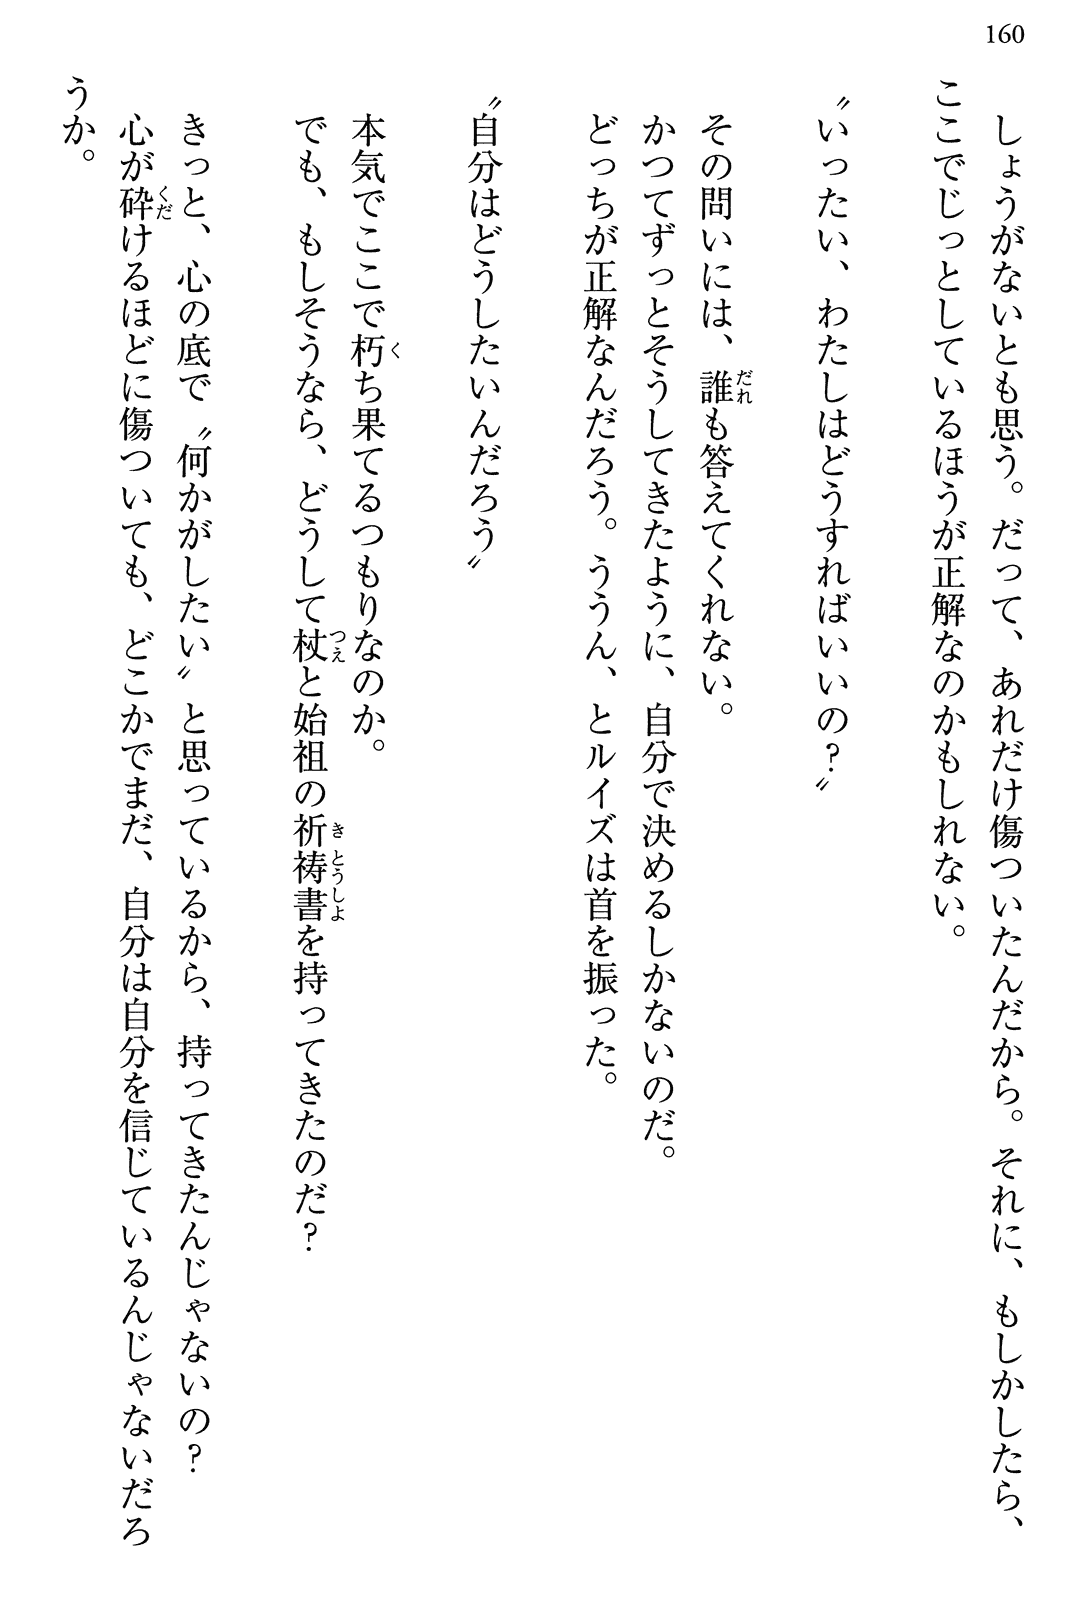 160
しょうがないとも思う。だって、あれだけ傷ついたんだから。それに、もしかしたら、
ここでじっとしているほうが正解なのかもしれない。
〝いったい、わたしはどうすればいいの？〟
その問いには、誰も答えてくれない。
かつてずっとそうしてきたように、自分で決めるしかないのだ。
どっちが正解なんだろう。ううん、とルイズは首を振った。
〝自分はどうしたいんだろう〟
本気でここで朽ち果てるつもりなのか。
でも、もしそうなら、どうして杖と始祖の祈祷書を持ってきたのだ？
きっと、心の底で〝何かがしたい〟と思っているから、持ってきたんじゃないの？
心が砕けるほどに傷ついても、どこかでまだ、自分は自分を信じているんじゃないだろ
うか。